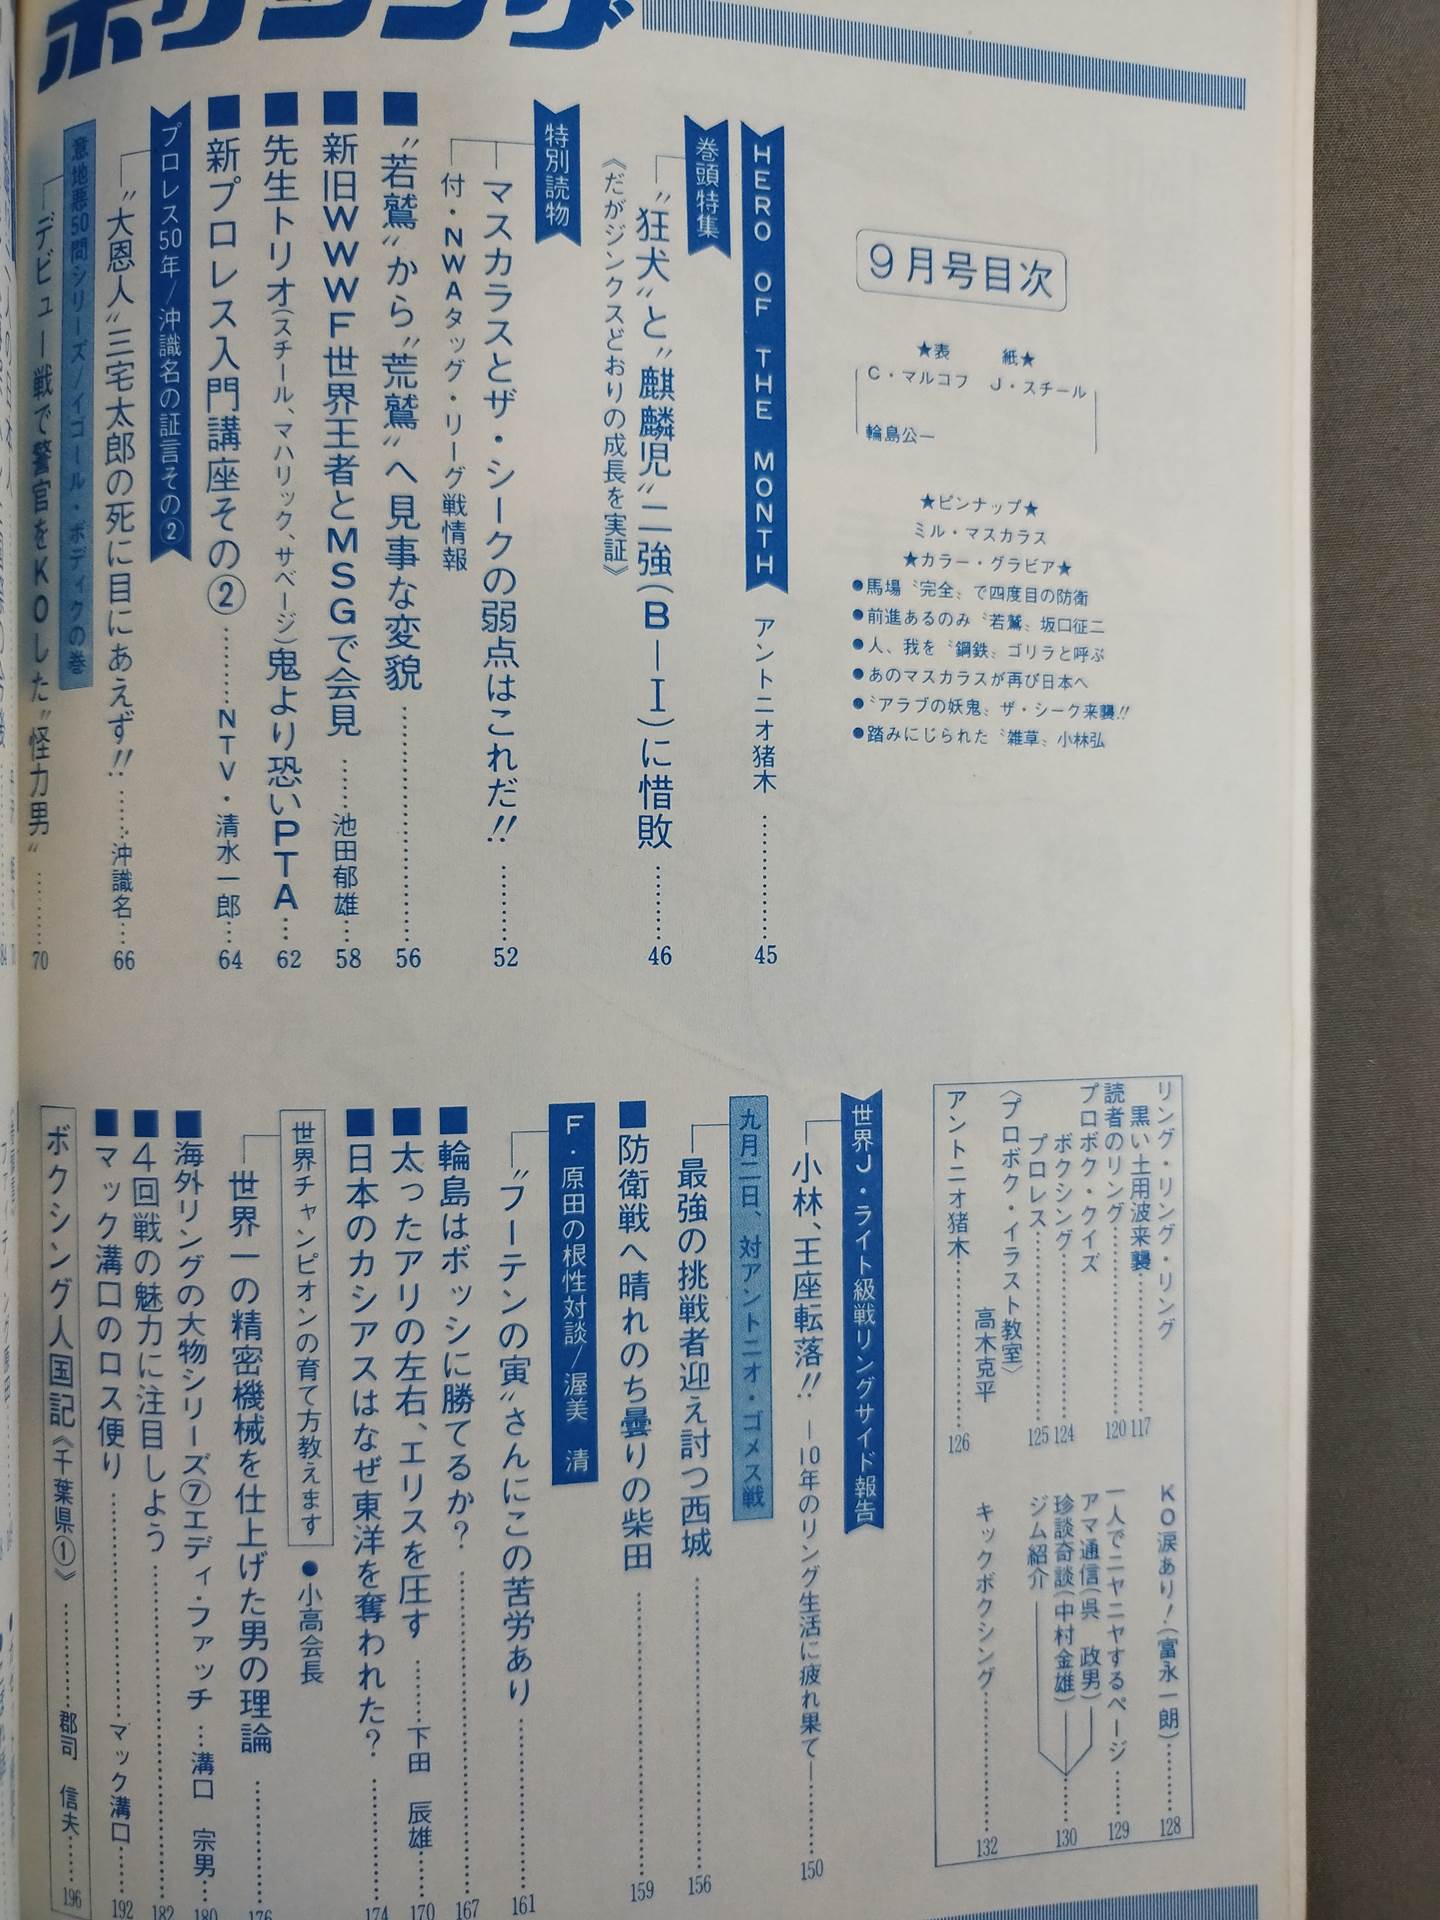 9月号目次
★表　紙★
C・マルコフ　J・スチール
輪島公一
★ピンナップ★
ミル・マスカラス
★カラー・グラビア★
●馬場〝完全〟で四度目の防衛
●前進あるのみ〝若鷲〟坂口征二
●人、我を〝鋼鉄〟ゴリラと呼ぶ
●あのマスカラスが再び日本へ
●〝アラブの妖鬼〟ザ・シーク来襲!!
●踏みにじられた〝雑草〟小林弘
HERO OF THE MONTH　アントニオ猪木………45
巻頭特集
〝狂犬〟と〝麒麟児〟二強(B－I)に惜敗………46
《だがジンクスどおりの成長を実証》
特別読物
マスカラスとザ・シークの弱点はこれだ!!………52
付・NWAタッグ・リーグ戦情報
■〝若鷲〟から〝荒鷲〟へ見事な変貌………56
■新旧WWWF世界王者とMSGで会見……池田郁雄…58
■先生トリオ(スチール、マハリック、サベージ)鬼より恐いPTA…62
■新プロレス入門講座その②………NTV・清水一郎…64
プロレス50年/沖識名の証言その②
〝大恩人〟三宅太郎の死に目にあえず!!……沖識名…66
意地悪50問シリーズ/イゴール・ボディクの巻
デビュー戦で警官をKOした〝怪力男〟………70
リング・リング・リング
黒い土用波来襲………117
読者のリング………120
プロボク・クイズ
ボクシング………124
プロレス………125
〈プロボク・イラスト教室〉
高木克平
アントニオ猪木………126
KO涙あり!(富永一朗)………128
一人でニヤニヤするページ………129
アマ通信(呉　政男)
珍談奇談(中村金雄)
ジム紹介
………130
キックボクシング………132
世界J・ライト級戦リングサイド報告
小林、王座転落!!　―10年のリング生活に疲れ果て―………150
九月二日、対アントニオ・ゴメス戦
最強の挑戦者迎え討つ西城………156
■防衛戦へ晴れのち曇りの柴田………159
F・原田の根性対談/渥美　清
〝フーテンの寅〟さんにこの苦労あり………161
■輪島はボッシに勝てるか?………167
■太ったアリの左右、エリスを圧す……下田　辰雄…170
■日本のカシアスはなぜ東洋を奪われた?………174
世界チャンピオンの育て方教えます　●小高会長
世界一の精密機械を仕上げた男の理論………176
■海外リングの大物シリーズ⑦エディ・ファッチ…溝口　宗男…180
■4回戦の魅力に注目しよう………182
■マック溝口のロス便り………マック溝口…192
ボクシング人国記《千葉県①》………郡司　信夫…196